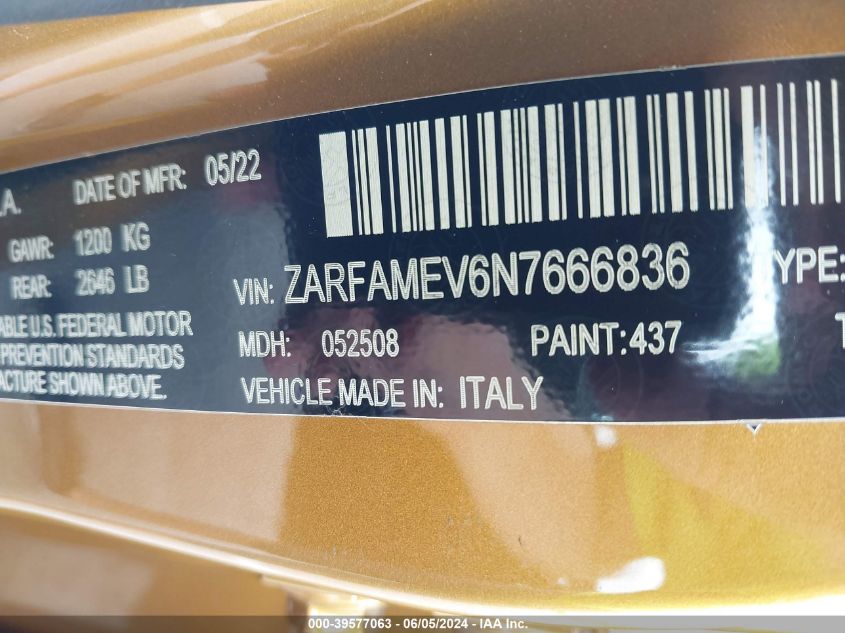 .A. DATE OF MFR: 05/22
GAWR: 1200 KG
REAR: 2646 LB
VIN: ZARFAMEV6N7666836 YPE:
ABLE U.S. FEDERAL MOTOR
PREVENTION STANDARDS
ACTURE SHOWN ABOVE.
MDH: 052508 PAINT:437 T
VEHICLE MADE IN: ITALY
000-39577063 - 06/05/2024 - IAA Inc.